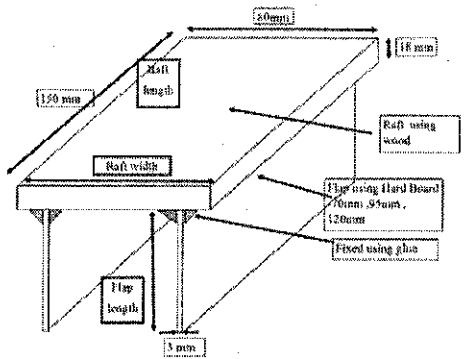 80mm
18 mm
150 mm
Raft
length
Raft using
wood
Raft width
Flap using Hard Board
70mm ,95mm ,
120mm
Fixed using glue
Flap
length
3 mm